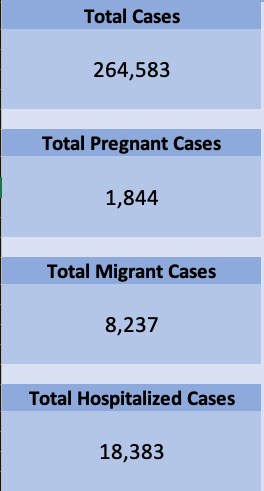 Total Cases
264,583
Total Pregnant Cases
1,844
Total Migrant Cases
8,237
Total Hospitalized Cases
18,383